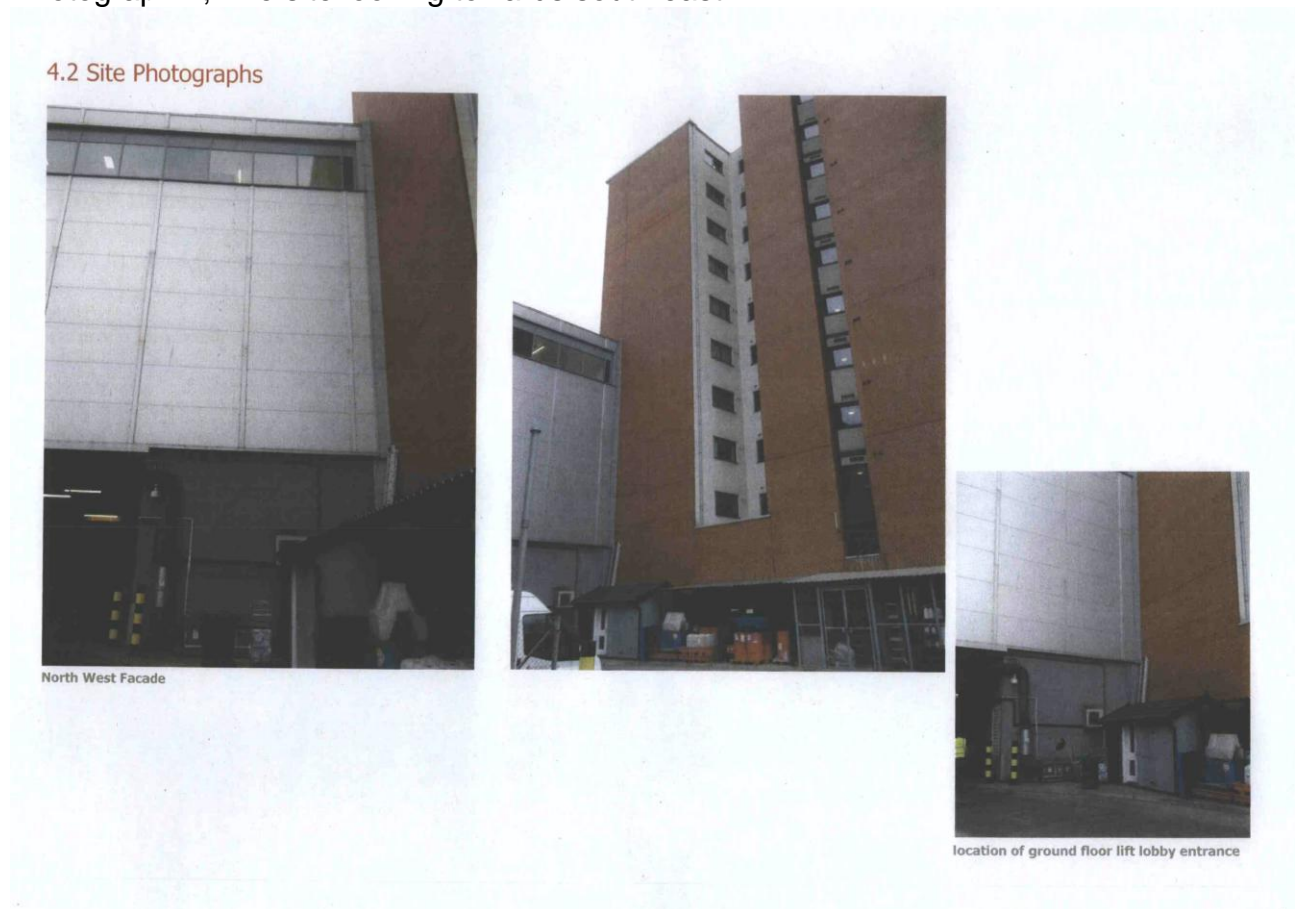 4.2 Site Photographs
North West Facade
location of ground floor lift lobby entrance